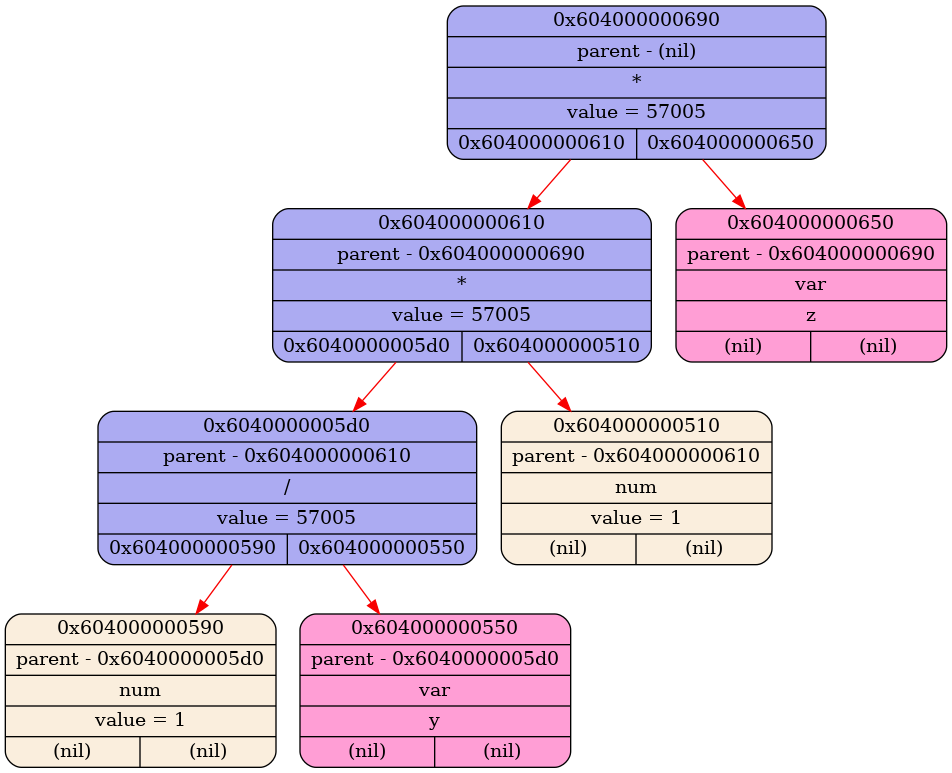 0x604000000690
parent - (nil)
*
value = 57005
0x604000000610 0x604000000650
0x604000000610
parent - 0x604000000690
*
value = 57005
0x6040000005d0 0x604000000510
0x604000000650
parent - 0x604000000690
var
z
(nil) (nil)
0x6040000005d0
parent - 0x604000000610
/
value = 57005
0x604000000590 0x604000000550
0x604000000510
parent - 0x604000000610
num
value = 1
(nil) (nil)
0x604000000590
parent - 0x6040000005d0
num
value = 1
(nil) (nil)
0x604000000550
parent - 0x6040000005d0
var
y
(nil) (nil)